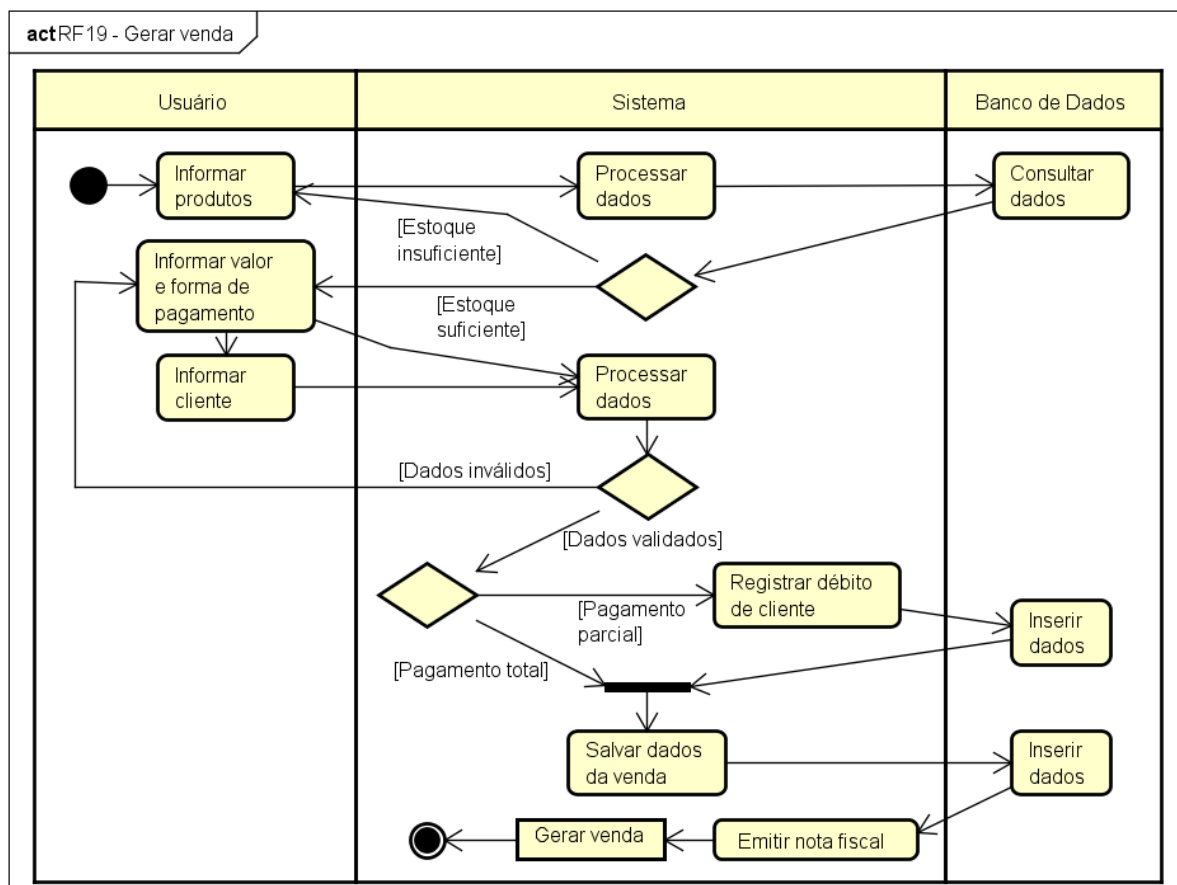 act RF19 - Gerar venda
Usuário
Sistema
Banco de Dados
Informar
produtos
Processar
dados
Consultar
dados
[Estoque
insuficiente]
Informar valor
e forma de
pagamento
[Estoque
suficiente]
Informar
cliente
Processar
dados
[Dados inválidos]
[Dados validados]
Registrar débito
de cliente
[Pagamento
parcial]
Inserir
dados
[Pagamento total]
Salvar dados
da venda
Inserir
dados
Gerar venda
Emitir nota fiscal